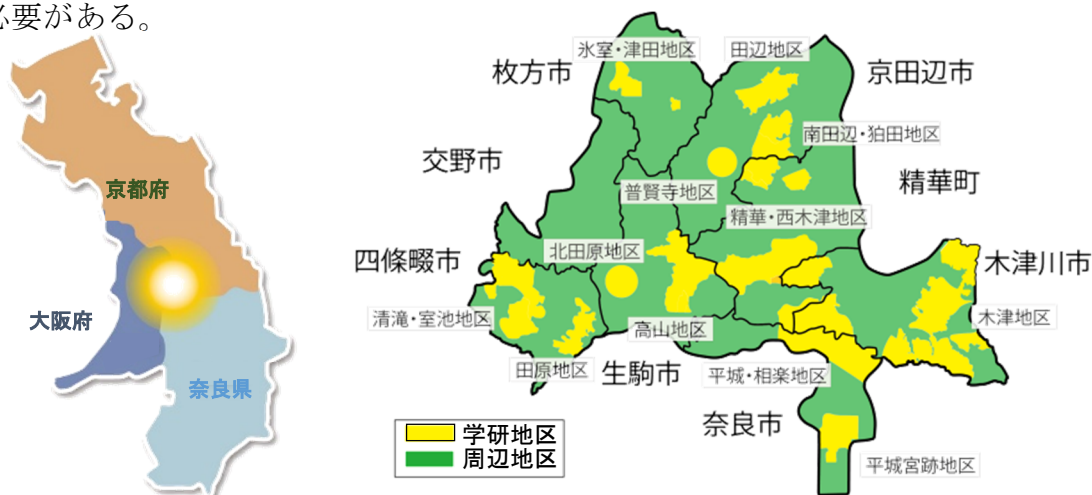 必要がある。
京都府
大阪府
奈良県
氷室・津田地区
田辺地区
枚方市
京田辺市
南田辺・狛田地区
交野市
普賢寺地区
精華町
精華・西木津地区
北田原地区
四條畷市
木津川市
清滝・室池地区
高山地区
木津地区
田原地区
生駒市
平城・相楽地区
奈良市
学研地区
周辺地区
平城宮跡地区